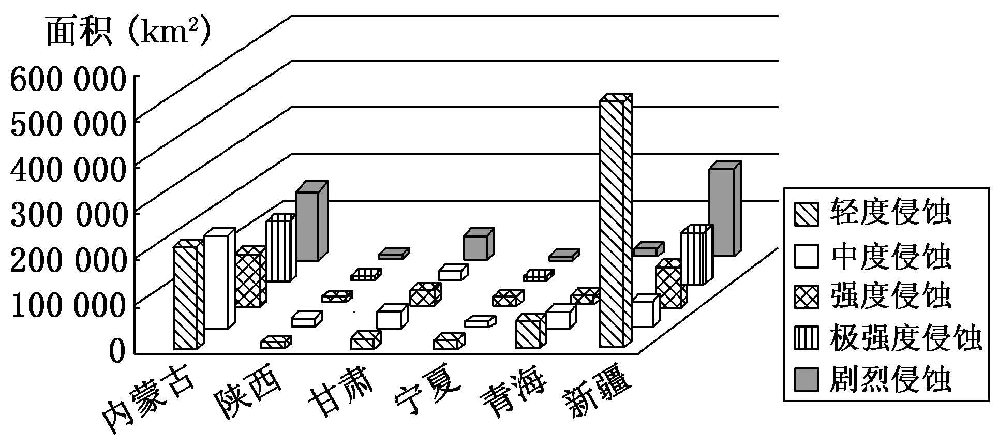 面积 (km²)
600 000
500 000
400 000
300 000
200 000
100 000
0
内蒙古
陕西
甘肃
宁夏
青海
新疆
轻度侵蚀
中度侵蚀
强度侵蚀
极强度侵蚀
剧烈侵蚀